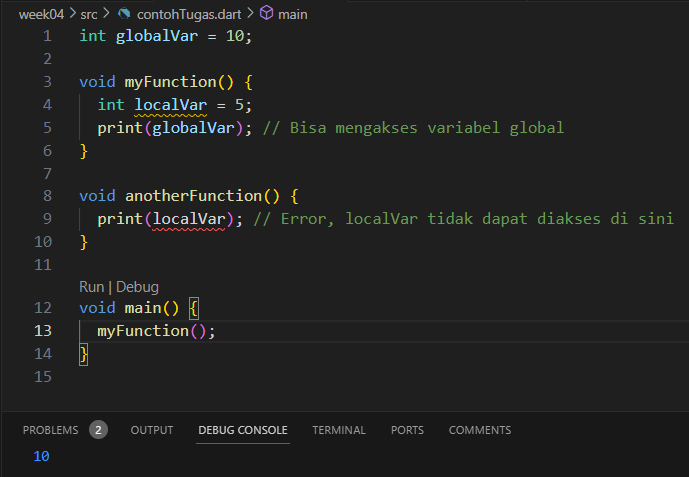 week04 > src > contohTugas.dart > main
1 int globalVar = 10;
2
3 void myFunction() {
4   int localVar = 5;
5   print(globalVar); // Bisa mengakses variabel global
6 }
7
8 void anotherFunction() {
9   print(localVar); // Error, localVar tidak dapat diakses di sini
10 }
11
Run | Debug
12 void main() {
13   myFunction();
14 }
15
PROBLEMS 2 OUTPUT DEBUG CONSOLE TERMINAL PORTS COMMENTS
10